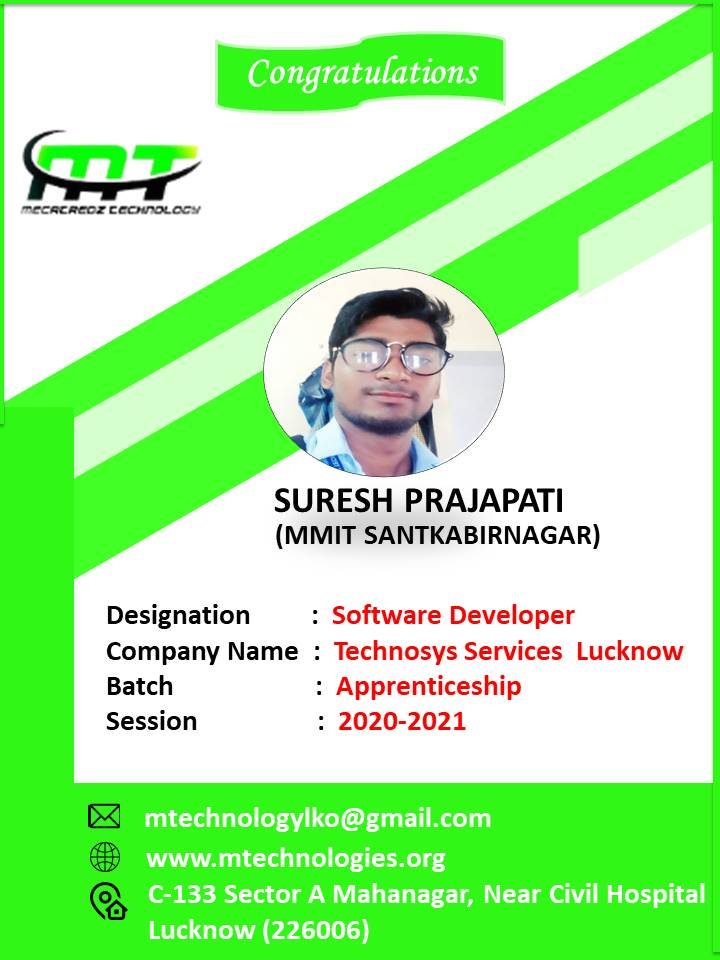 Congratulations
MT
MECATREDZ TECHNOLOGY
SURESH PRAJAPATI
(MMIT SANTKABIRNAGAR)
Designation : Software Developer
Company Name : Technosys Services Lucknow
Batch : Apprenticeship
Session : 2020-2021
mtechnologylko@gmail.com
www.mtechnologies.org
C-133 Sector A Mahanagar, Near Civil Hospital
Lucknow (226006)